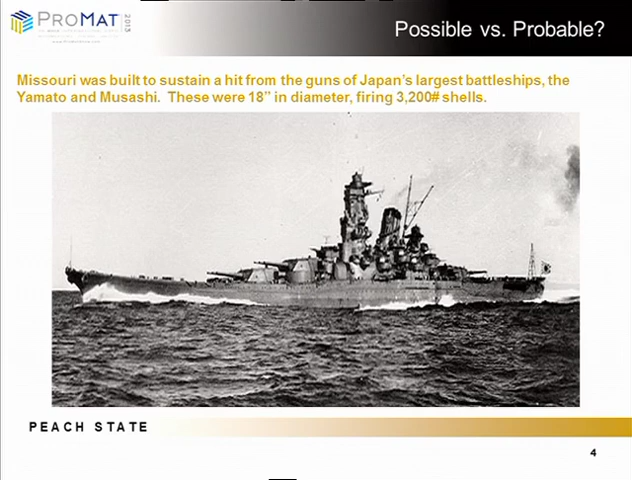 PROMAT
2013
Possible vs. Probable?
Missouri was built to sustain a hit from the guns of Japan's largest battleships, the
Yamato and Musashi.  These were 18" in diameter, firing 3,200# shells.
PEACH STATE
4